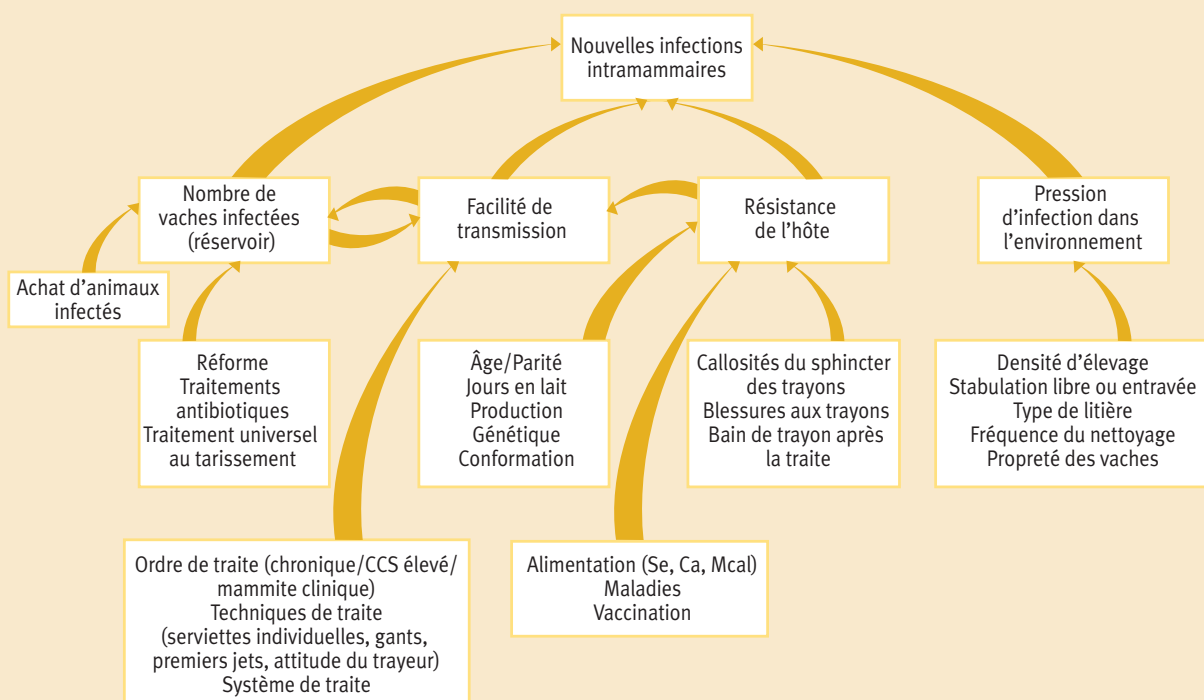 Nouvelles infections
intramammaires
Nombre de
vaches infectées
(réservoir)
Facilité de
transmission
Résistance
de l’hôte
Pression
d’infection dans
l’environnement
Achat d’animaux
infectés
Réforme
Traitements
antibiotiques
Traitement universel
au tarissement
Âge/Parité
Jours en lait
Production
Génétique
Conformation
Callosités du sphincter
des trayons
Blessures aux trayons
Bain de trayon après
la traite
Densité d’élevage
Stabulation libre ou entravée
Type de litière
Fréquence du nettoyage
Propreté des vaches
Ordre de traite (chronique/CCS élevé/
mammite clinique)
Techniques de traite
(serviettes individuelles, gants,
premiers jets, attitude du trayeur)
Système de traite
Alimentation (Se, Ca, Mcal)
Maladies
Vaccination